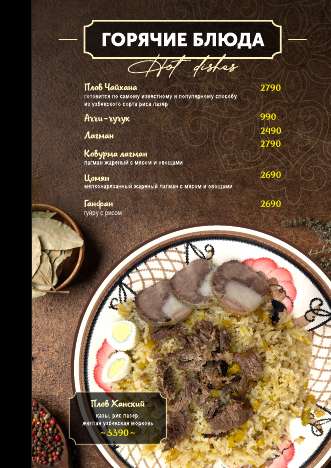 ГОРЯЧИЕ БЛЮДА
Hot dishes
Плов Чайхана 2790
готовится по самому известному и популярному способу
из узбекского сорта риса лазер
Аччи-чучук 990
Лагман 2490
2790
Ковурма лагман
лагман жареный с мясом и овощами
Цомян 2690
мелконарезанный жареный лагман с мясом и овощами
Ганфан 2690
гуйру с рисом
Плов Ханский
казы, рис лазер,
желтая узбекская морковь
~3390~